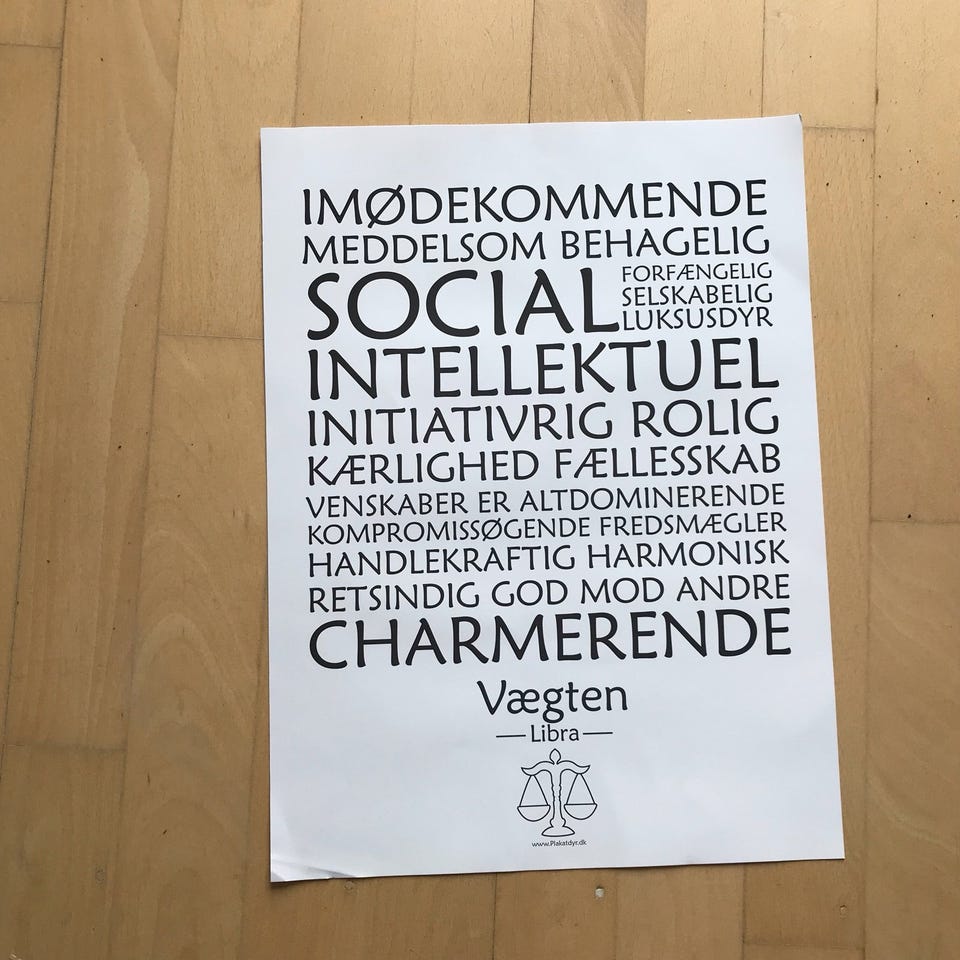 IMØDEKOMMENDE
MEDDELSOM BEHAGELIG
SOCIAL
FORFÆNGELIG
SELSKABELIG
LUKSUSDYR
INTELLEKTUEL
INITIATIVRIG ROLIG
KÆRLIGHED FÆLLESSKAB
VENSKABER ER ALTDOMINERENDE
KOMPROMISSØGENDE FREDSMÆGLER
HANDLEKRAFTIG HARMONISK
RETSINDIG GOD MOD ANDRE
CHARMERENDE
Vægten
Libra
www.Plakatdyr.dk